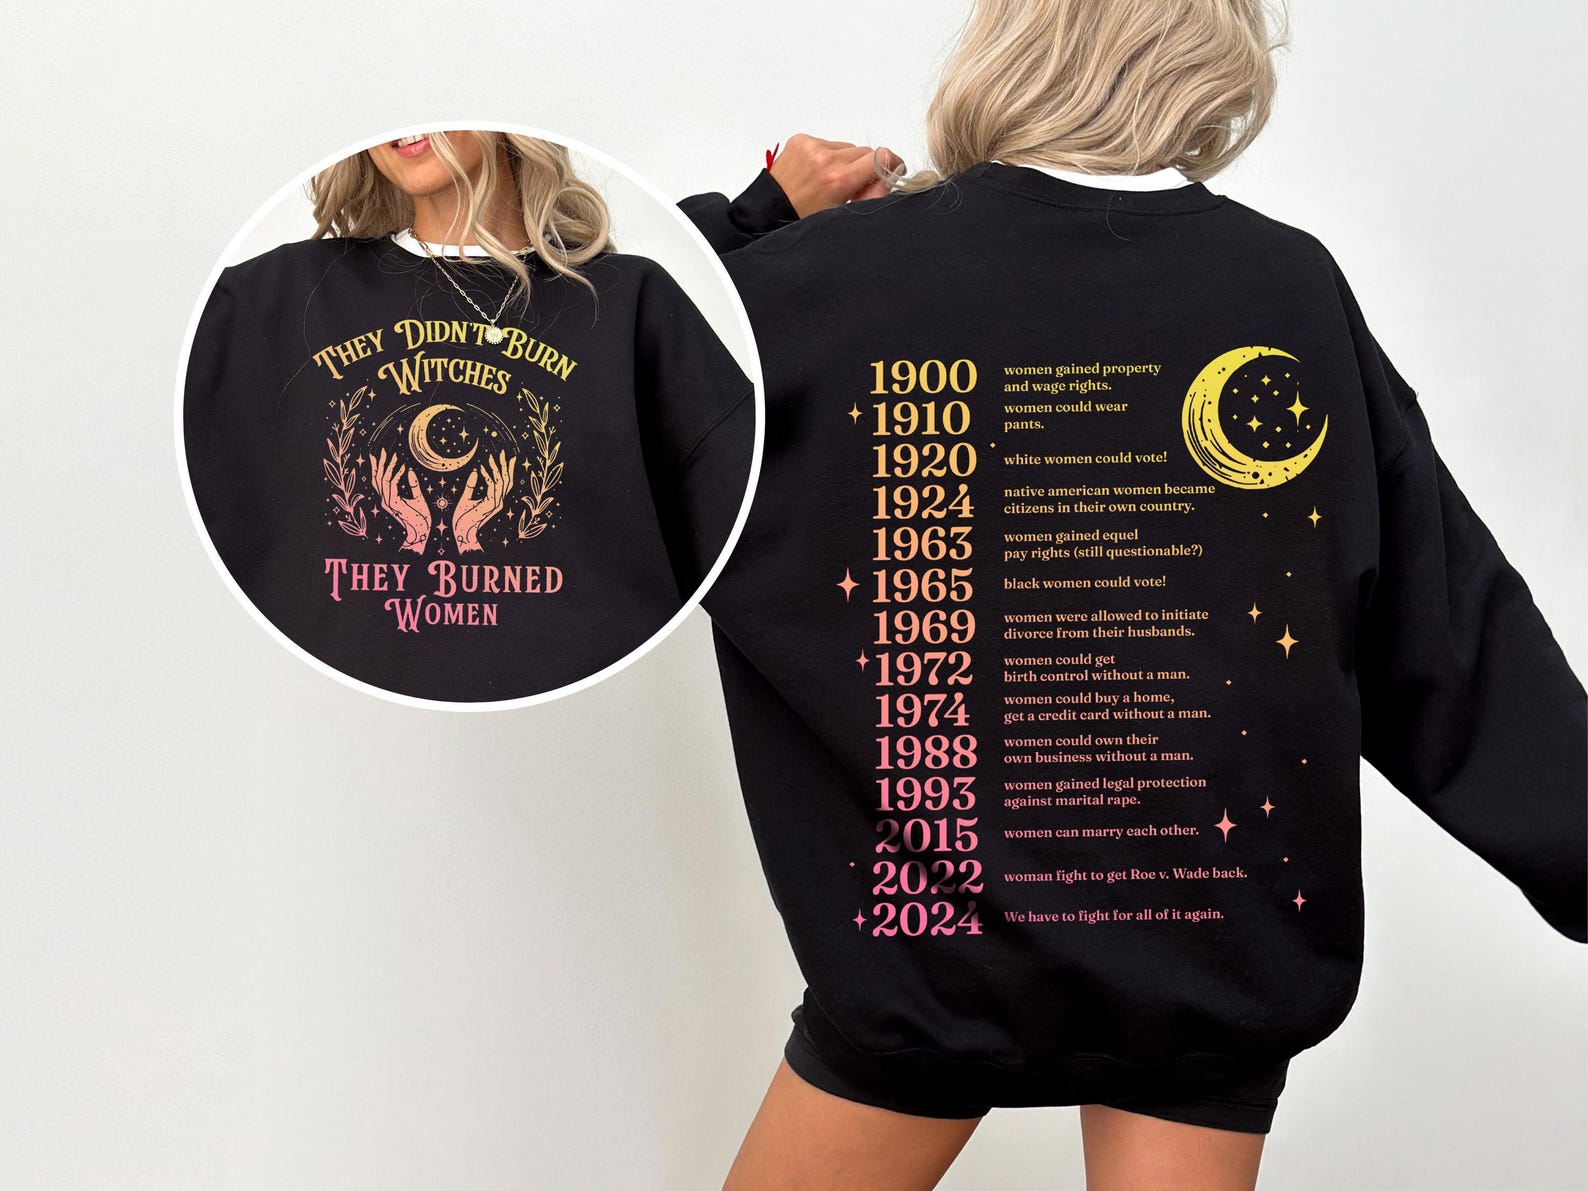 They Didn't Burn
Witches
They Burned
Women
1900 women gained property
and wage rights.
1910 women could wear
pants.
1920 white women could vote!
1924 native american women became
citizens in their own country.
1963 women gained equel
pay rights (still questionable?)
1965 black women could vote!
1969 women were allowed to initiate
divorce from their husbands.
1972 women could get
birth control without a man.
1974 women could buy a home,
get a credit card without a man.
1988 women could own their
own business without a man.
1993 women gained legal protection
against marital rape.
2015 women can marry each other.
2022 woman fight to get Roe v. Wade back.
2024 We have to fight for all of it again.